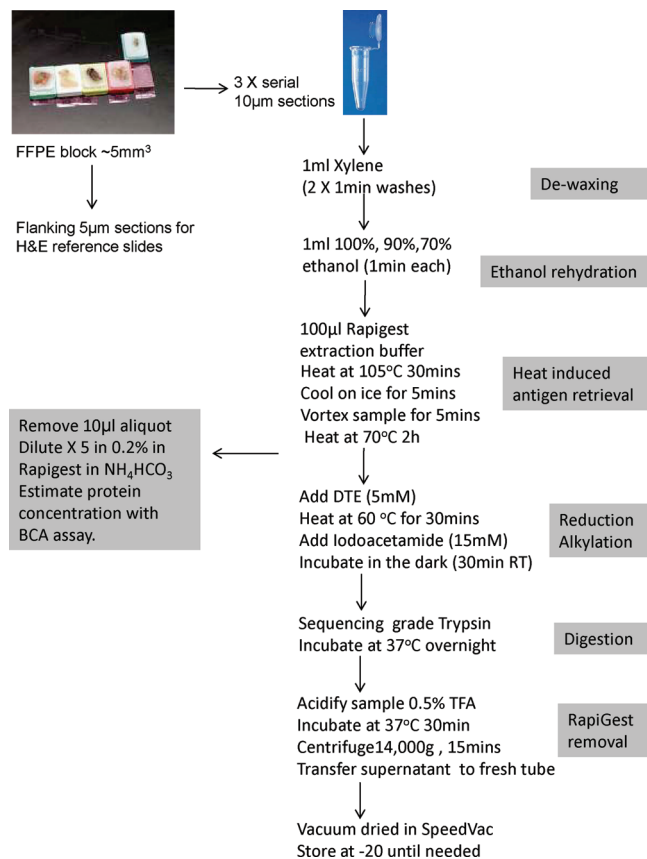 3 X serial
10µm sections
FFPE block ~5mm³
Flanking 5µm sections for
H&E reference slides
1ml Xylene
(2 X 1min washes)
De-waxing
1ml 100%, 90%,70%
ethanol (1min each)
Ethanol rehydration
100µl Rapigest
extraction buffer
Heat at 105°C 30mins
Cool on ice for 5mins
Vortex sample for 5mins
Heat at 70°C 2h
Heat induced
antigen retrieval
Remove 10µl aliquot
Dilute X 5 in 0.2% in
Rapigest in NH₄HCO₃
Estimate protein
concentration with
BCA assay.
Add DTE (5mM)
Heat at 60 °C for 30mins
Add Iodoacetamide (15mM)
Incubate in the dark (30min RT)
Reduction
Alkylation
Sequencing grade Trypsin
Incubate at 37°C overnight
Digestion
Acidify sample 0.5% TFA
Incubate at 37°C 30min
Centrifuge14,000g , 15mins
Transfer supernatant to fresh tube
RapiGest
removal
Vacuum dried in SpeedVac
Store at -20 until needed